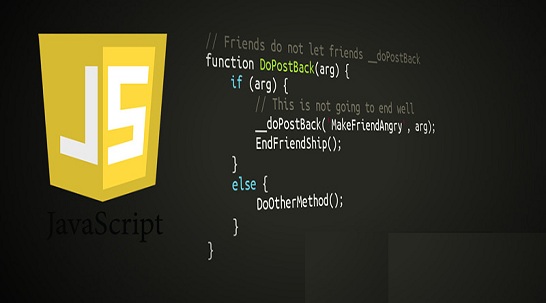 JS
JavaScript
// Friends do not let friends __doPostBack
function DoPostBack(arg) {
if (arg) {
// This is not going to end well
__doPostBack( MakeFriendAngry , arg);
EndFriendShip();
}
else {
DoOtherMethod();
}
}